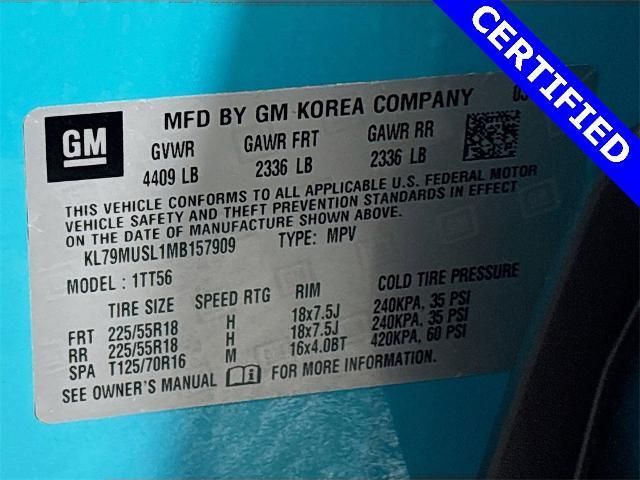 CERTIFIED
GM
MFD BY GM KOREA COMPANY
GVWR GAWR FRT GAWR RR
4409 LB 2336 LB 2336 LB
THIS VEHICLE CONFORMS TO ALL APPLICABLE U.S. FEDERAL MOTOR
VEHICLE SAFETY AND THEFT PREVENTION STANDARDS IN EFFECT
ON THE DATE OF MANUFACTURE SHOWN ABOVE.
KL79MUSL1MB157909 TYPE: MPV
MODEL : 1TT56
TIRE SIZE SPEED RTG RIM COLD TIRE PRESSURE
FRT 225/55R18 H 18x7.5J 240KPA, 35 PSI
RR 225/55R18 H 18x7.5J 240KPA, 35 PSI
SPA T125/70R16 M 16x4.0BT 420KPA, 60 PSI
SEE OWNER'S MANUAL FOR MORE INFORMATION.